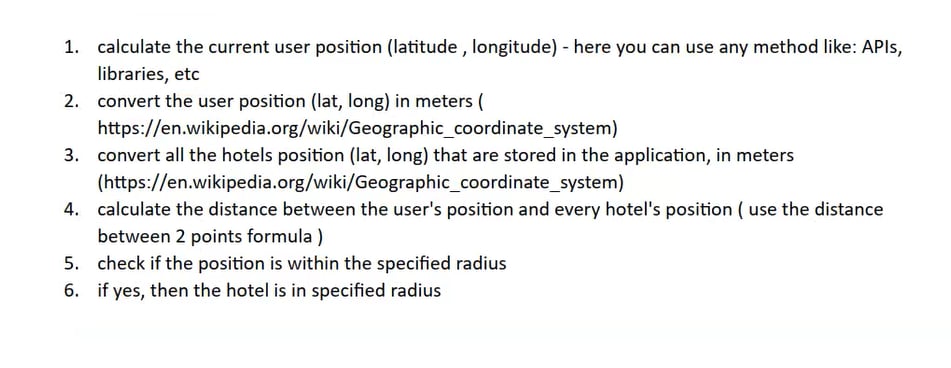 1. calculate the current user position (latitude , longitude) - here you can use any method like: APIs,
libraries, etc
2. convert the user position (lat, long) in meters (
https://en.wikipedia.org/wiki/Geographic_coordinate_system)
3. convert all the hotels position (lat, long) that are stored in the application, in meters
(https://en.wikipedia.org/wiki/Geographic_coordinate_system)
4. calculate the distance between the user's position and every hotel's position ( use the distance
between 2 points formula )
5. check if the position is within the specified radius
6. if yes, then the hotel is in specified radius